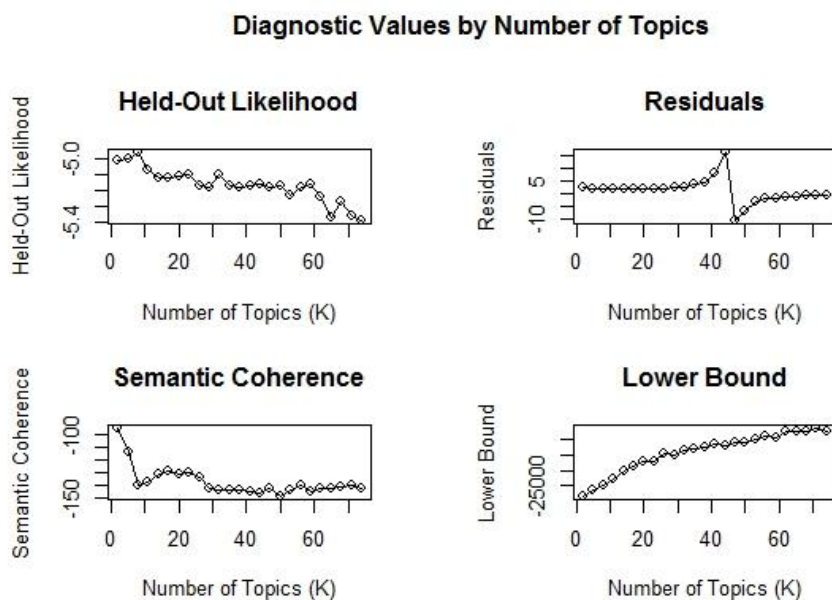 Diagnostic Values by Number of Topics
Held-Out Likelihood
Held-Out Likelihood
-5.0
-5.4
0 20 40 60
Number of Topics (K)
Residuals
Residuals
5
-10
0 20 40 60
Number of Topics (K)
Semantic Coherence
Semantic Coherence
-100
-150
0 20 40 60
Number of Topics (K)
Lower Bound
Lower Bound
-25000
0 20 40 60
Number of Topics (K)